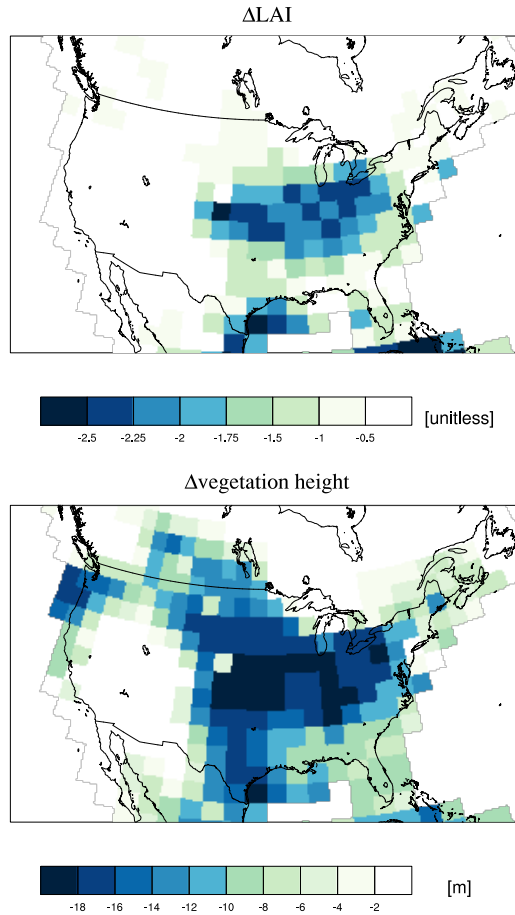 ΔLAI
-2.5 -2.25 -2 -1.75 -1.5 -1 -0.5 [unitless]
Δvegetation height
-18 -16 -14 -12 -10 -8 -6 -4 -2 [m]